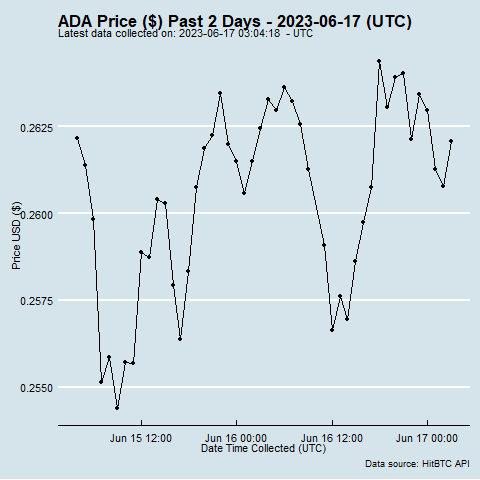 ADA Price ($) Past 2 Days - 2023-06-17 (UTC)
Latest data collected on: 2023-06-17 03:04:18 - UTC
0.2625
0.2600
0.2575
0.2550
Price USD ($)
Jun 15 12:00 Jun 16 00:00 Jun 16 12:00 Jun 17 00:00
Date Time Collected (UTC)
Data source: HitBTC API